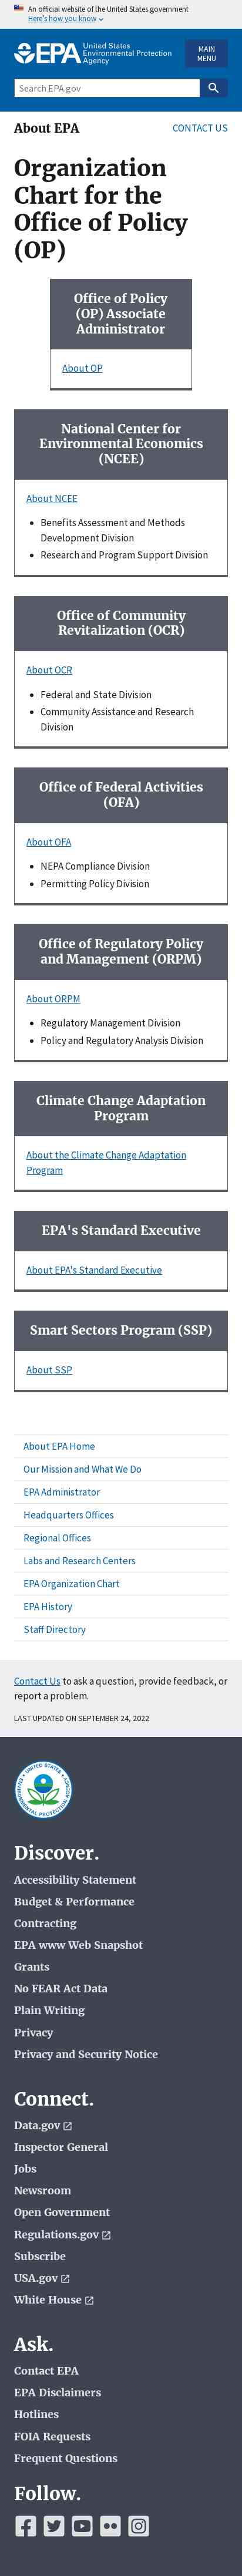 An official website of the United States government
Here's how you know
EPA United States
Environmental Protection
Agency
MAIN
MENU
Search EPA.gov
About EPA
CONTACT US
Organization
Chart for the
Office of Policy
(OP)
Office of Policy
(OP) Associate
Administrator
About OP
National Center for
Environmental Economics
(NCEE)
About NCEE
Benefits Assessment and Methods
Development Division
Research and Program Support Division
Office of Community
Revitalization (OCR)
About OCR
Federal and State Division
Community Assistance and Research
Division
Office of Federal Activities
(OFA)
About OFA
NEPA Compliance Division
Permitting Policy Division
Office of Regulatory Policy
and Management (ORPM)
About ORPM
Regulatory Management Division
Policy and Regulatory Analysis Division
Climate Change Adaptation
Program
About the Climate Change Adaptation
Program
EPA's Standard Executive
About EPA's Standard Executive
Smart Sectors Program (SSP)
About SSP
About EPA Home
Our Mission and What We Do
EPA Administrator
Headquarters Offices
Regional Offices
Labs and Research Centers
EPA Organization Chart
EPA History
Staff Directory
Contact Us to ask a question, provide feedback, or
report a problem.
LAST UPDATED ON SEPTEMBER 24, 2022
UNITED STATES
ENVIRONMENTAL PROTECTION AGENCY
Discover.
Accessibility Statement
Budget & Performance
Contracting
EPA www Web Snapshot
Grants
No FEAR Act Data
Plain Writing
Privacy
Privacy and Security Notice
Connect.
Data.gov
Inspector General
Jobs
Newsroom
Open Government
Regulations.gov
Subscribe
USA.gov
White House
Ask.
Contact EPA
EPA Disclaimers
Hotlines
FOIA Requests
Frequent Questions
Follow.